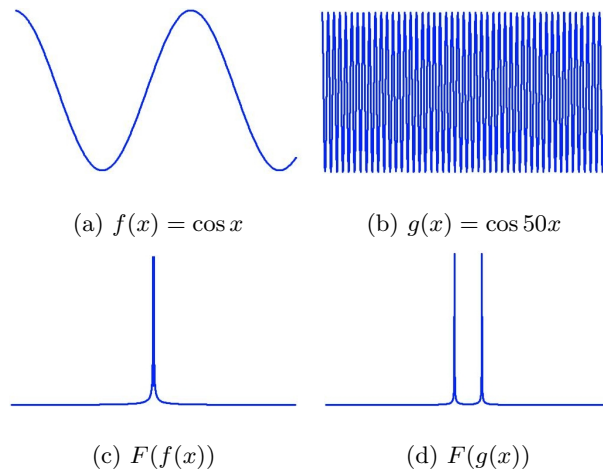 (a) f(x) = cos x
(b) g(x) = cos 50x
(c) F(f(x))
(d) F(g(x))